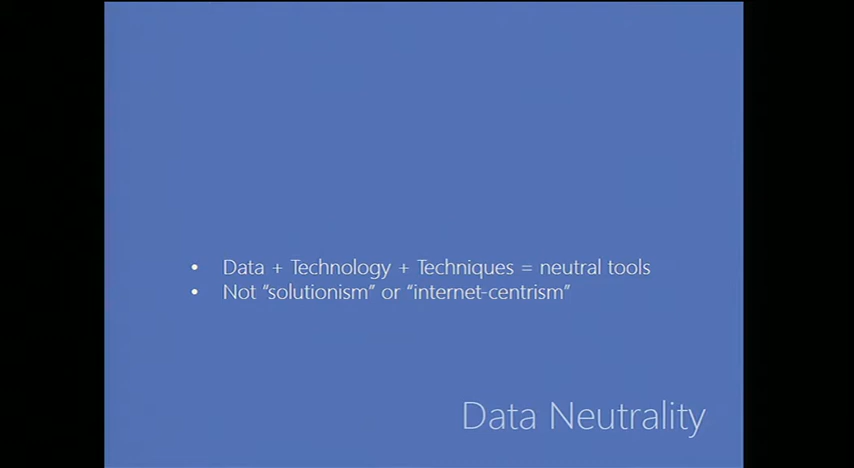 • Data + Technology + Techniques = neutral tools
• Not "solutionism" or "internet-centrism"
Data Neutrality